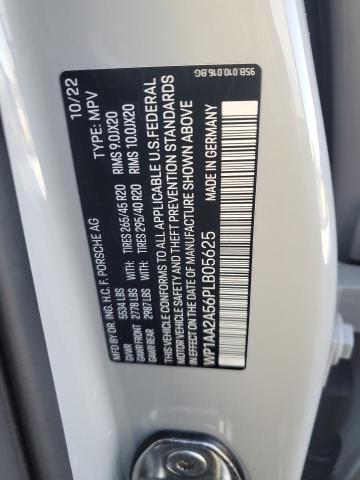 95B.010.016.BG
MFD. BY DR. ING. H.C. F. PORSCHE AG 10/22
GVWR 5634 LBS TYPE: MPV
GAWR FRONT 2778 LBS WITH: TIRES 265/45 R20 RIMS 9.0JX20
GAWR REAR 2987 LBS WITH: TIRES 295/40 R20 RIMS 10.0JX20
THIS VEHICLE CONFORMS TO ALL APPLICABLE U.S. FEDERAL
MOTOR VEHICLE SAFETY AND THEFT PREVENTION STANDARDS
IN EFFECT ON THE DATE OF MANUFACTURE SHOWN ABOVE
WP1AA2A56PLB05625 MADE IN GERMANY